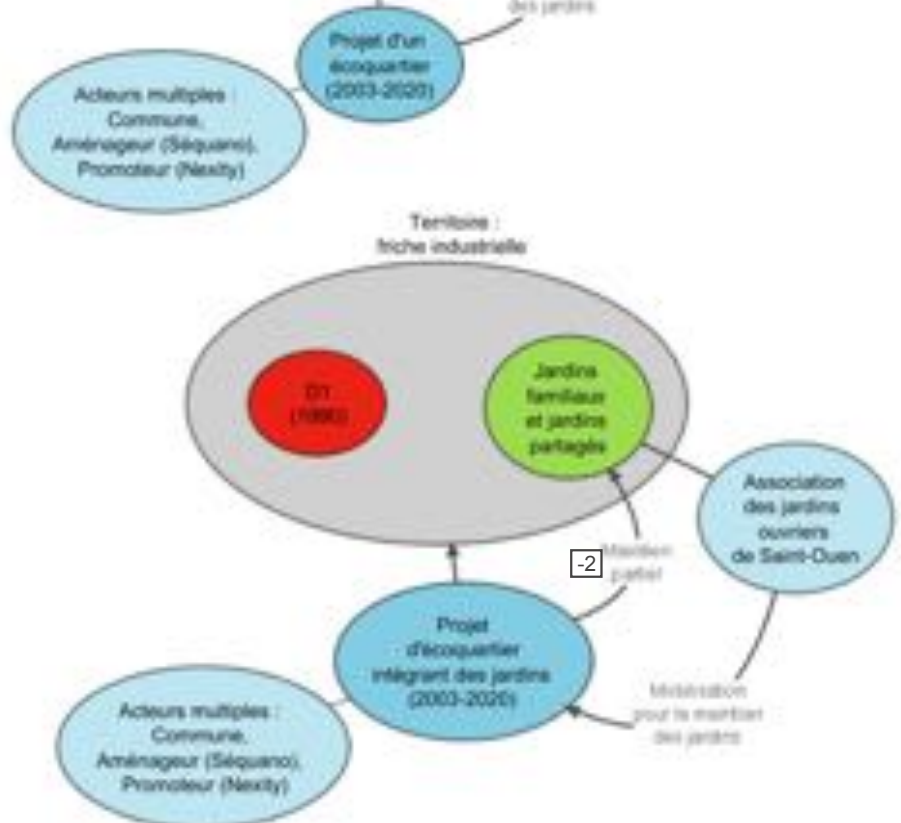 des jardins
Projet d'un
écoquartier
(2003-2020)
Acteurs multiples :
Commune,
Aménageur (Séquano),
Promoteur (Nexity)
Territoire :
friche industrielle
Jardins
familiaux
et jardins
partagés
Association
des jardins
ouvriers
de Saint-Ouen
-2
Maintien
partiel
Projet
d'écoquartier
intégrant des jardins
(2003-2020)
Mobilisation
pour le maintien
des jardins
Acteurs multiples :
Commune,
Aménageur (Séquano),
Promoteur (Nexity)